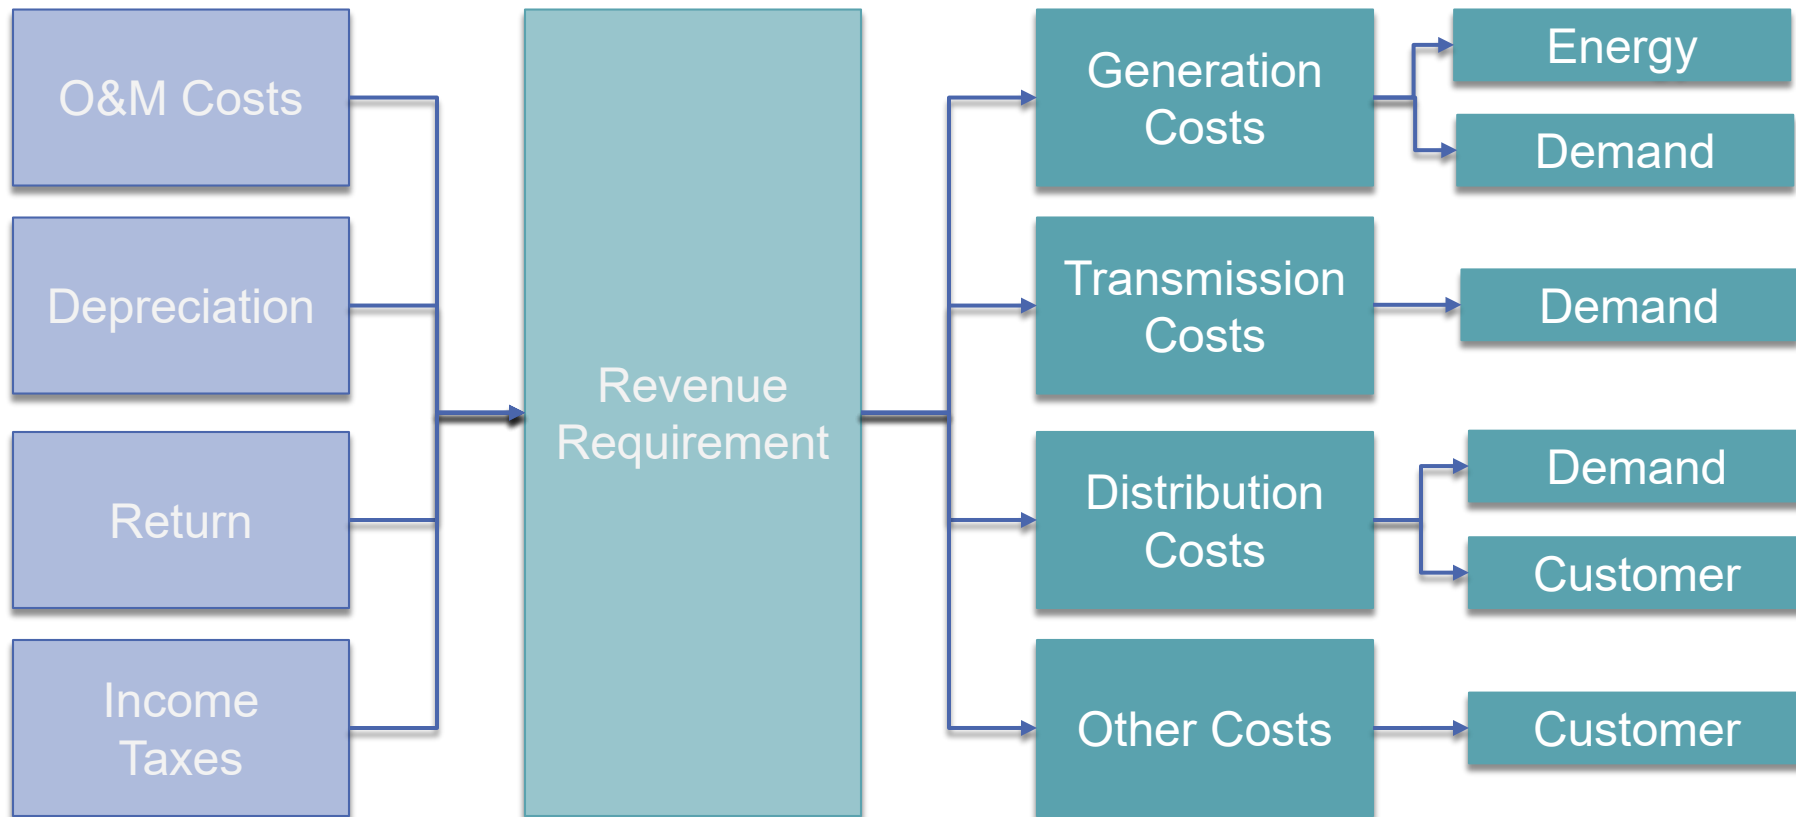 O&M Costs
Depreciation
Return
Income
Taxes
Revenue
Requirement
Generation
Costs
Transmission
Costs
Distribution
Costs
Other Costs
Energy
Demand
Demand
Demand
Customer
Customer